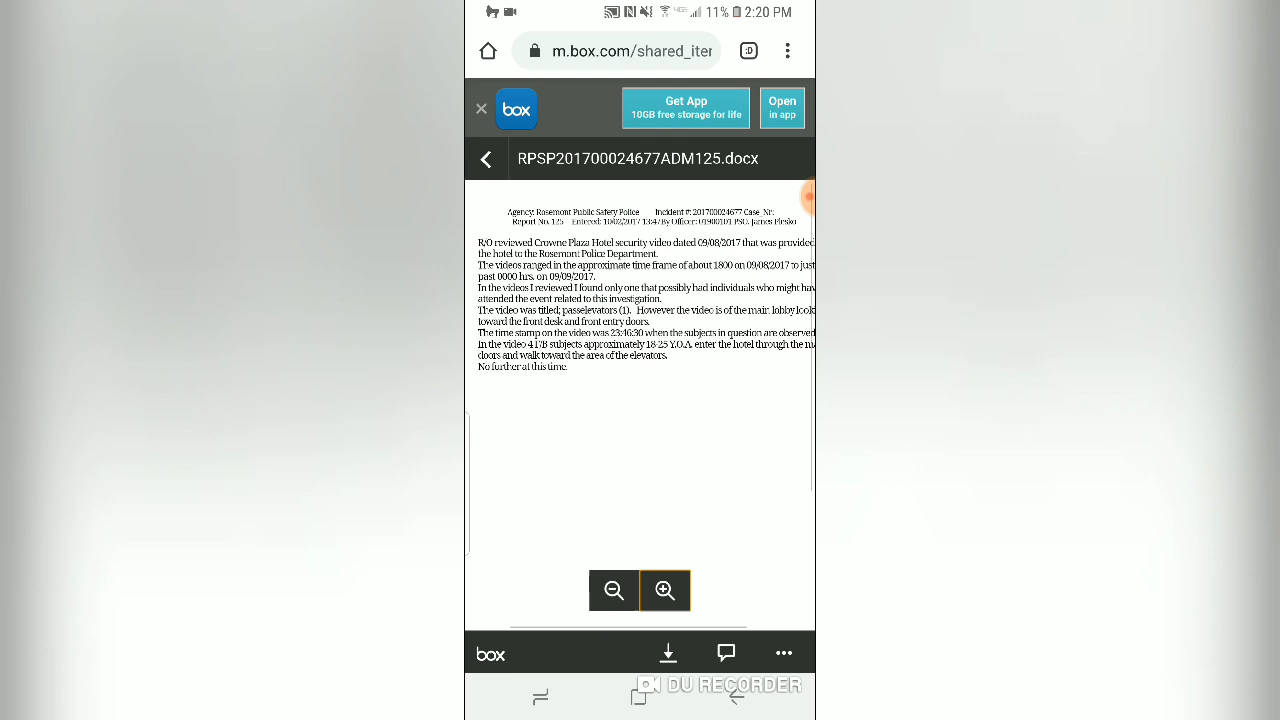 11% 2:20 PM
m.box.com/shared_iter
:D
box
Get App
10GB free storage for life
Open
in app
RPSP201700024677ADM125.docx
Agency: Rosemont Public Safety Police Incident #: 201700024677 Case_Nr:
Report No. 125 Entered: 10/02/2017 13:47 By Officer: 01900101 PSO. James Plesko
R/O reviewed Crowne Plaza Hotel security video dated 09/08/2017 that was provided
the hotel to the Rosemont Police Department.
The videos ranged in the approximate time frame of about 1800 on 09/08/2017 to just
past 0000 hrs. on 09/09/2017.
In the videos I reviewed I found only one that possibly had individuals who might hav
attended the event related to this investigation.
The video was titled; passelevators (1). However the video is of the main lobby look
toward the front desk and front entry doors.
The time stamp on the video was 23:46:30 when the subjects in question are observed
In the video 4 F/B subjects approximately 18-25 Y.O.A. enter the hotel through the m
doors and walk toward the area of the elevators.
No further at this time.
box
DU RECORDER